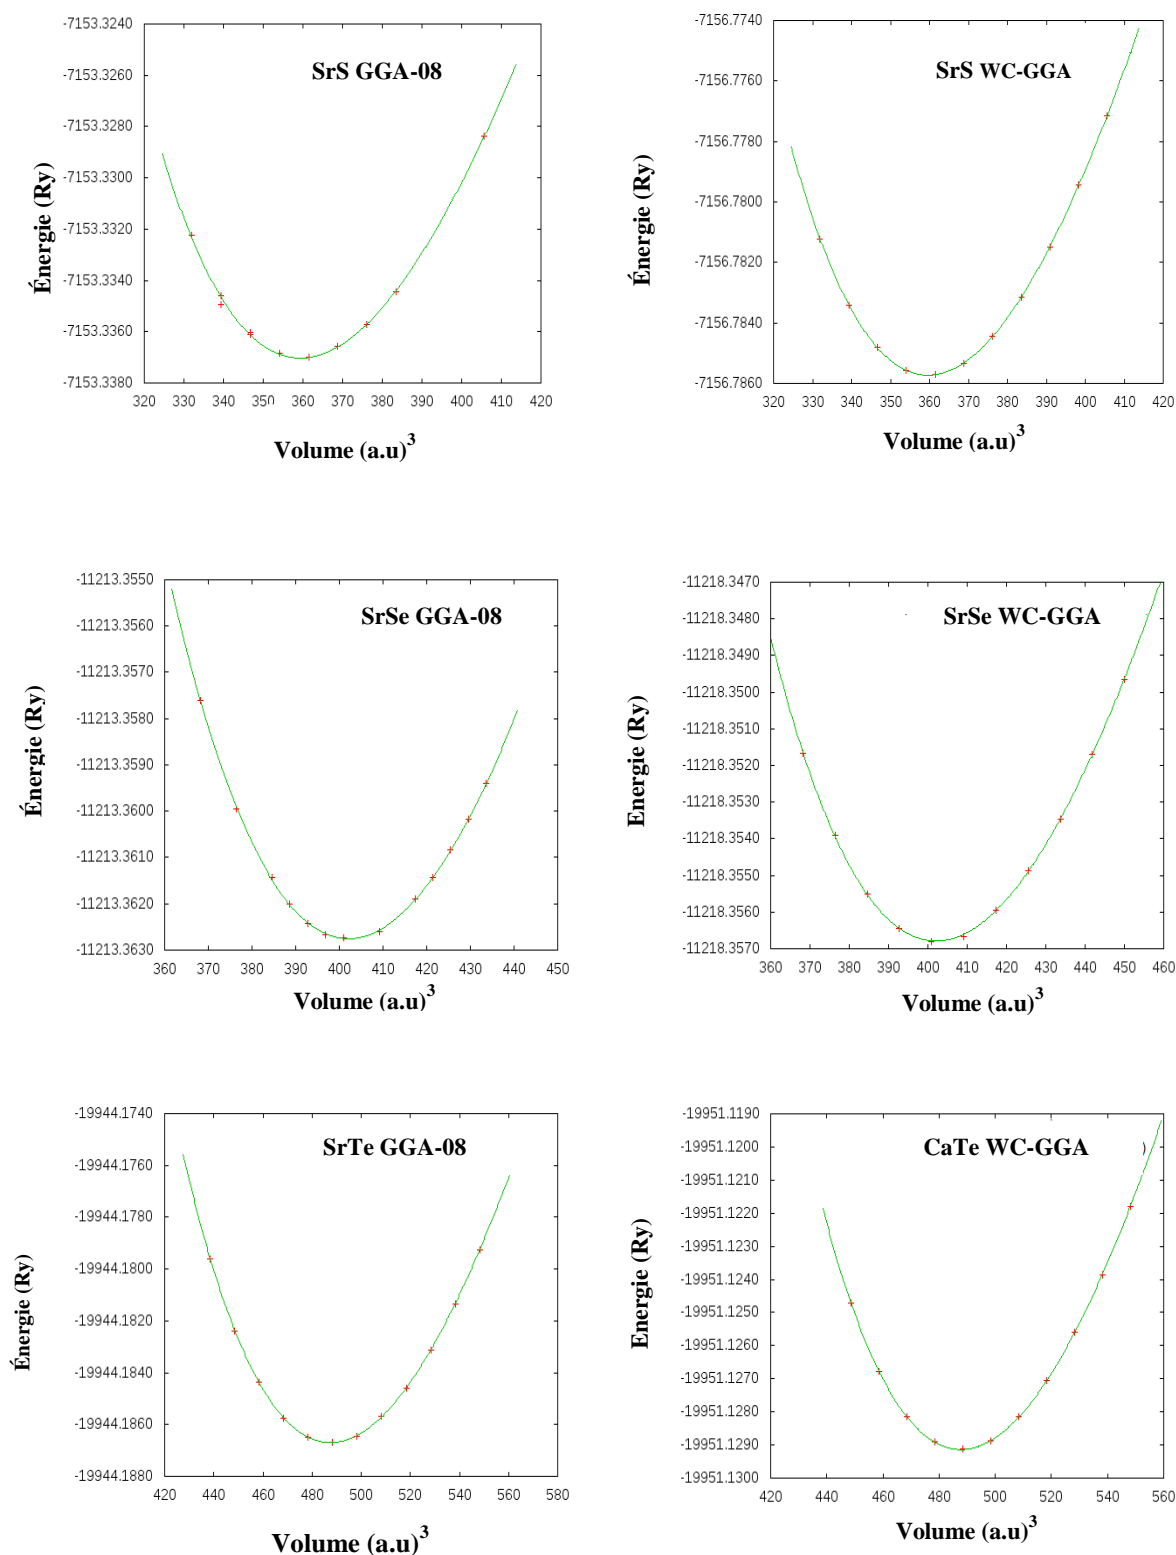 SrS GGA-08
Énergie (Ry)
-7153.3240
-7153.3260
-7153.3280
-7153.3300
-7153.3320
-7153.3340
-7153.3360
-7153.3380
320 330 340 350 360 370 380 390 400 410 420
Volume (a.u)³
SrS WC-GGA
Energie (Ry)
-7156.7740
-7156.7760
-7156.7780
-7156.7800
-7156.7820
-7156.7840
-7156.7860
320 330 340 350 360 370 380 390 400 410 420
Volume (a.u)³
SrSe GGA-08
Énergie (Ry)
-11213.3550
-11213.3560
-11213.3570
-11213.3580
-11213.3590
-11213.3600
-11213.3610
-11213.3620
-11213.3630
360 370 380 390 400 410 420 430 440 450
Volume (a.u)³
SrSe WC-GGA
Energie (Ry)
-11218.3470
-11218.3480
-11218.3490
-11218.3500
-11218.3510
-11218.3520
-11218.3530
-11218.3540
-11218.3550
-11218.3560
-11218.3570
360 370 380 390 400 410 420 430 440 450 460
Volume (a.u)³
SrTe GGA-08
Énergie (Ry)
-19944.1740
-19944.1760
-19944.1780
-19944.1800
-19944.1820
-19944.1840
-19944.1860
-19944.1880
420 440 460 480 500 520 540 560 580
Volume (a.u)³
CaTe WC-GGA
Energie (Ry)
-19951.1190
-19951.1200
-19951.1210
-19951.1220
-19951.1230
-19951.1240
-19951.1250
-19951.1260
-19951.1270
-19951.1280
-19951.1290
-19951.1300
420 440 460 480 500 520 540 560
Volume (a.u)³